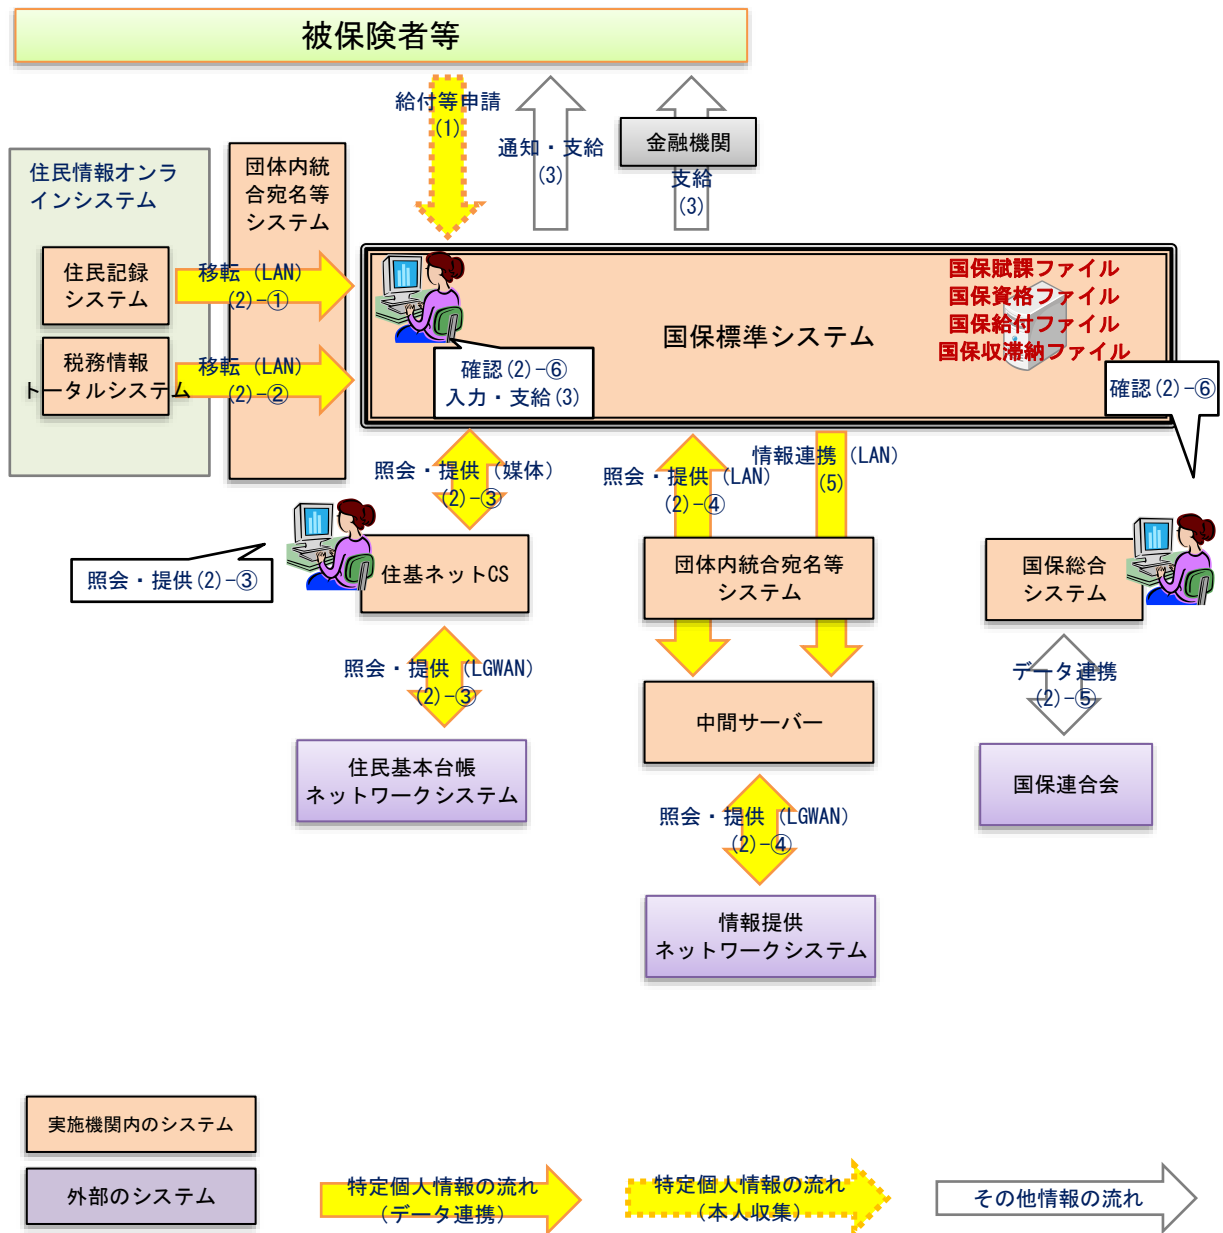 被保険者等
給付等申請
(1)
通知・支給
(3)
金融機関
支給
(3)
住民情報オンラ
インシステム
団体内統
合宛名等
システム
住民記録
システム
移転（LAN）
(2)-①
税務情報
トータルシステム
移転（LAN）
(2)-②
国保標準システム
国保賦課ファイル
国保資格ファイル
国保給付ファイル
国保収滞納ファイル
確認(2)-⑥
入力・支給(3)
確認(2)-⑥
照会・提供（媒体）
(2)-③
照会・提供（LAN）
(2)-④
情報連携（LAN）
(5)
照会・提供(2)-③
住基ネットCS
団体内統合宛名等
システム
国保総合
システム
照会・提供（LGWAN）
(2)-③
データ連携
(2)-⑤
中間サーバー
住民基本台帳
ネットワークシステム
国保連合会
照会・提供（LGWAN）
(2)-④
情報提供
ネットワークシステム
実施機関内のシステム
外部のシステム
特定個人情報の流れ
（データ連携）
特定個人情報の流れ
（本人収集）
その他情報の流れ